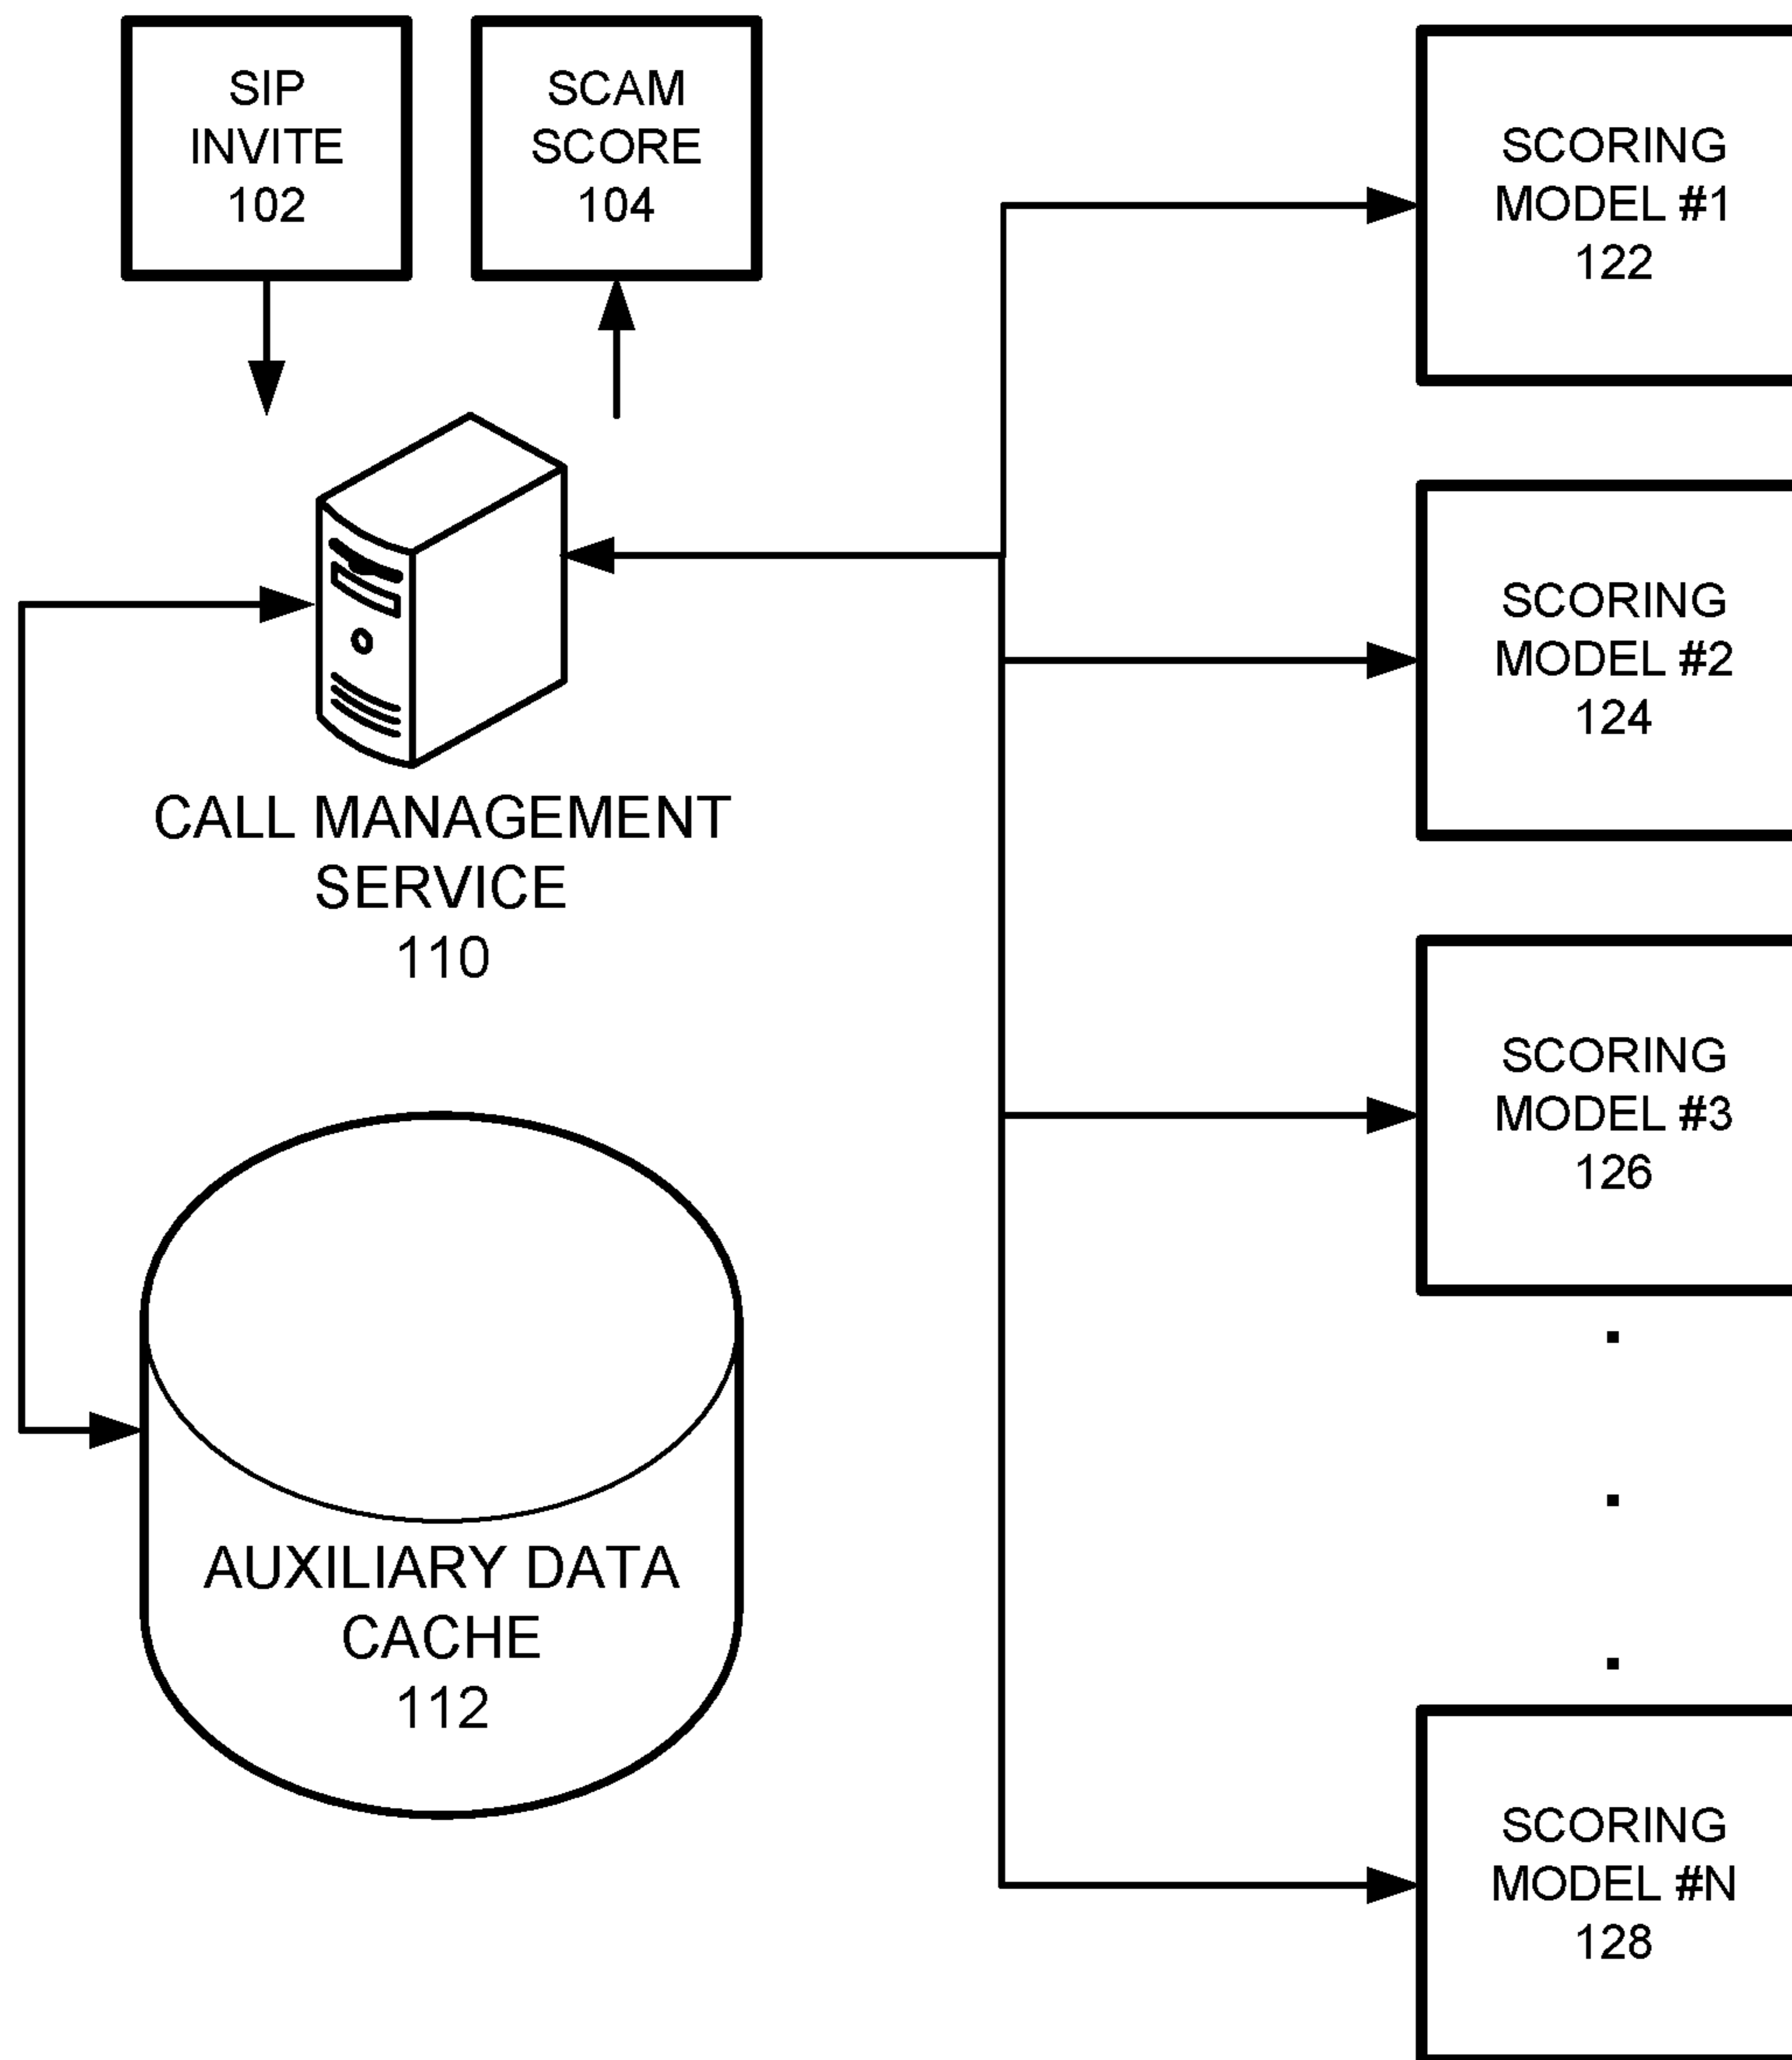 SIP
INVITE
102
SCAM
SCORE
104
CALL MANAGEMENT
SERVICE
110
AUXILIARY DATA
CACHE
112
SCORING
MODEL #1
122
SCORING
MODEL #2
124
SCORING
MODEL #3
126
.
.
.
SCORING
MODEL #N
128